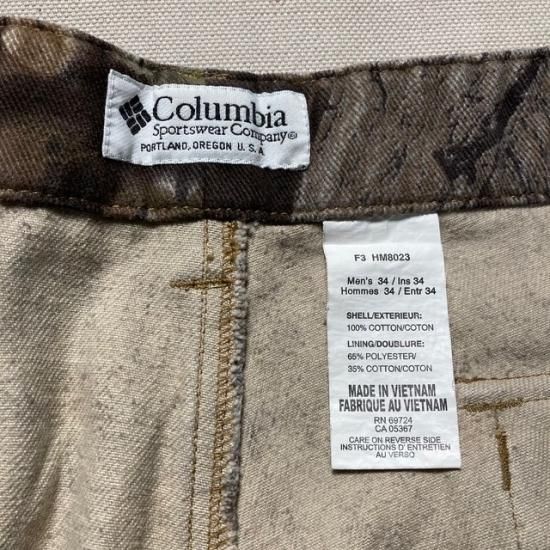 Columbia
Sportswear Company®
PORTLAND, OREGON U.S.A.
F3 HM8023
Men's 34 / Ins 34
Hommes 34 / Entr 34
SHELL/EXTERIEUR:
100% COTTON/COTON
LINING/DOUBLURE:
65% POLYESTER/
35% COTTON/COTON
MADE IN VIETNAM
FABRIQUE AU VIETNAM
RN 69724
CA 05367
CARE ON REVERSE SIDE
INSTRUCTIONS D'ENTRETIEN
AU VERSO